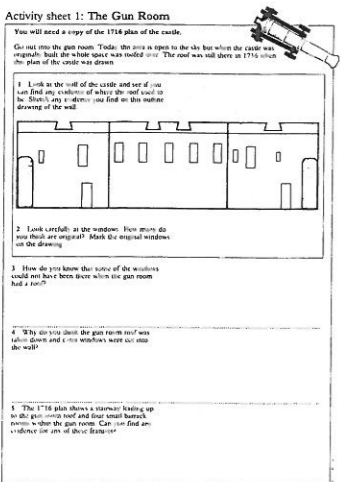 Activity sheet 1: The Gun Room
You will need a copy of the 1716 plan of the castle.
Go out into the gun room. Today this area is open to the sky but when the castle was
originally built the whole space was roofed over. The roof was still there in 1716 when
the plan of the castle was drawn.
1 Look at the wall of the castle and see if you
can find any evidence of where the roof used to
be. Sketch any evidence you find on this outline
drawing of the wall.
2 Look carefully at the windows. How many do
you think are original? Mark the original windows
on the drawing
3 How do you know that some of the windows
could not have been there when the gun room
had a roof?
4 Why do you think the gun room roof was
taken down and extra windows were cut into
the wall?
5 The 1716 plan shows a stairway leading up
to the gun room roof and four small barrack
rooms within the gun room. Can you find any
evidence for any of these features?